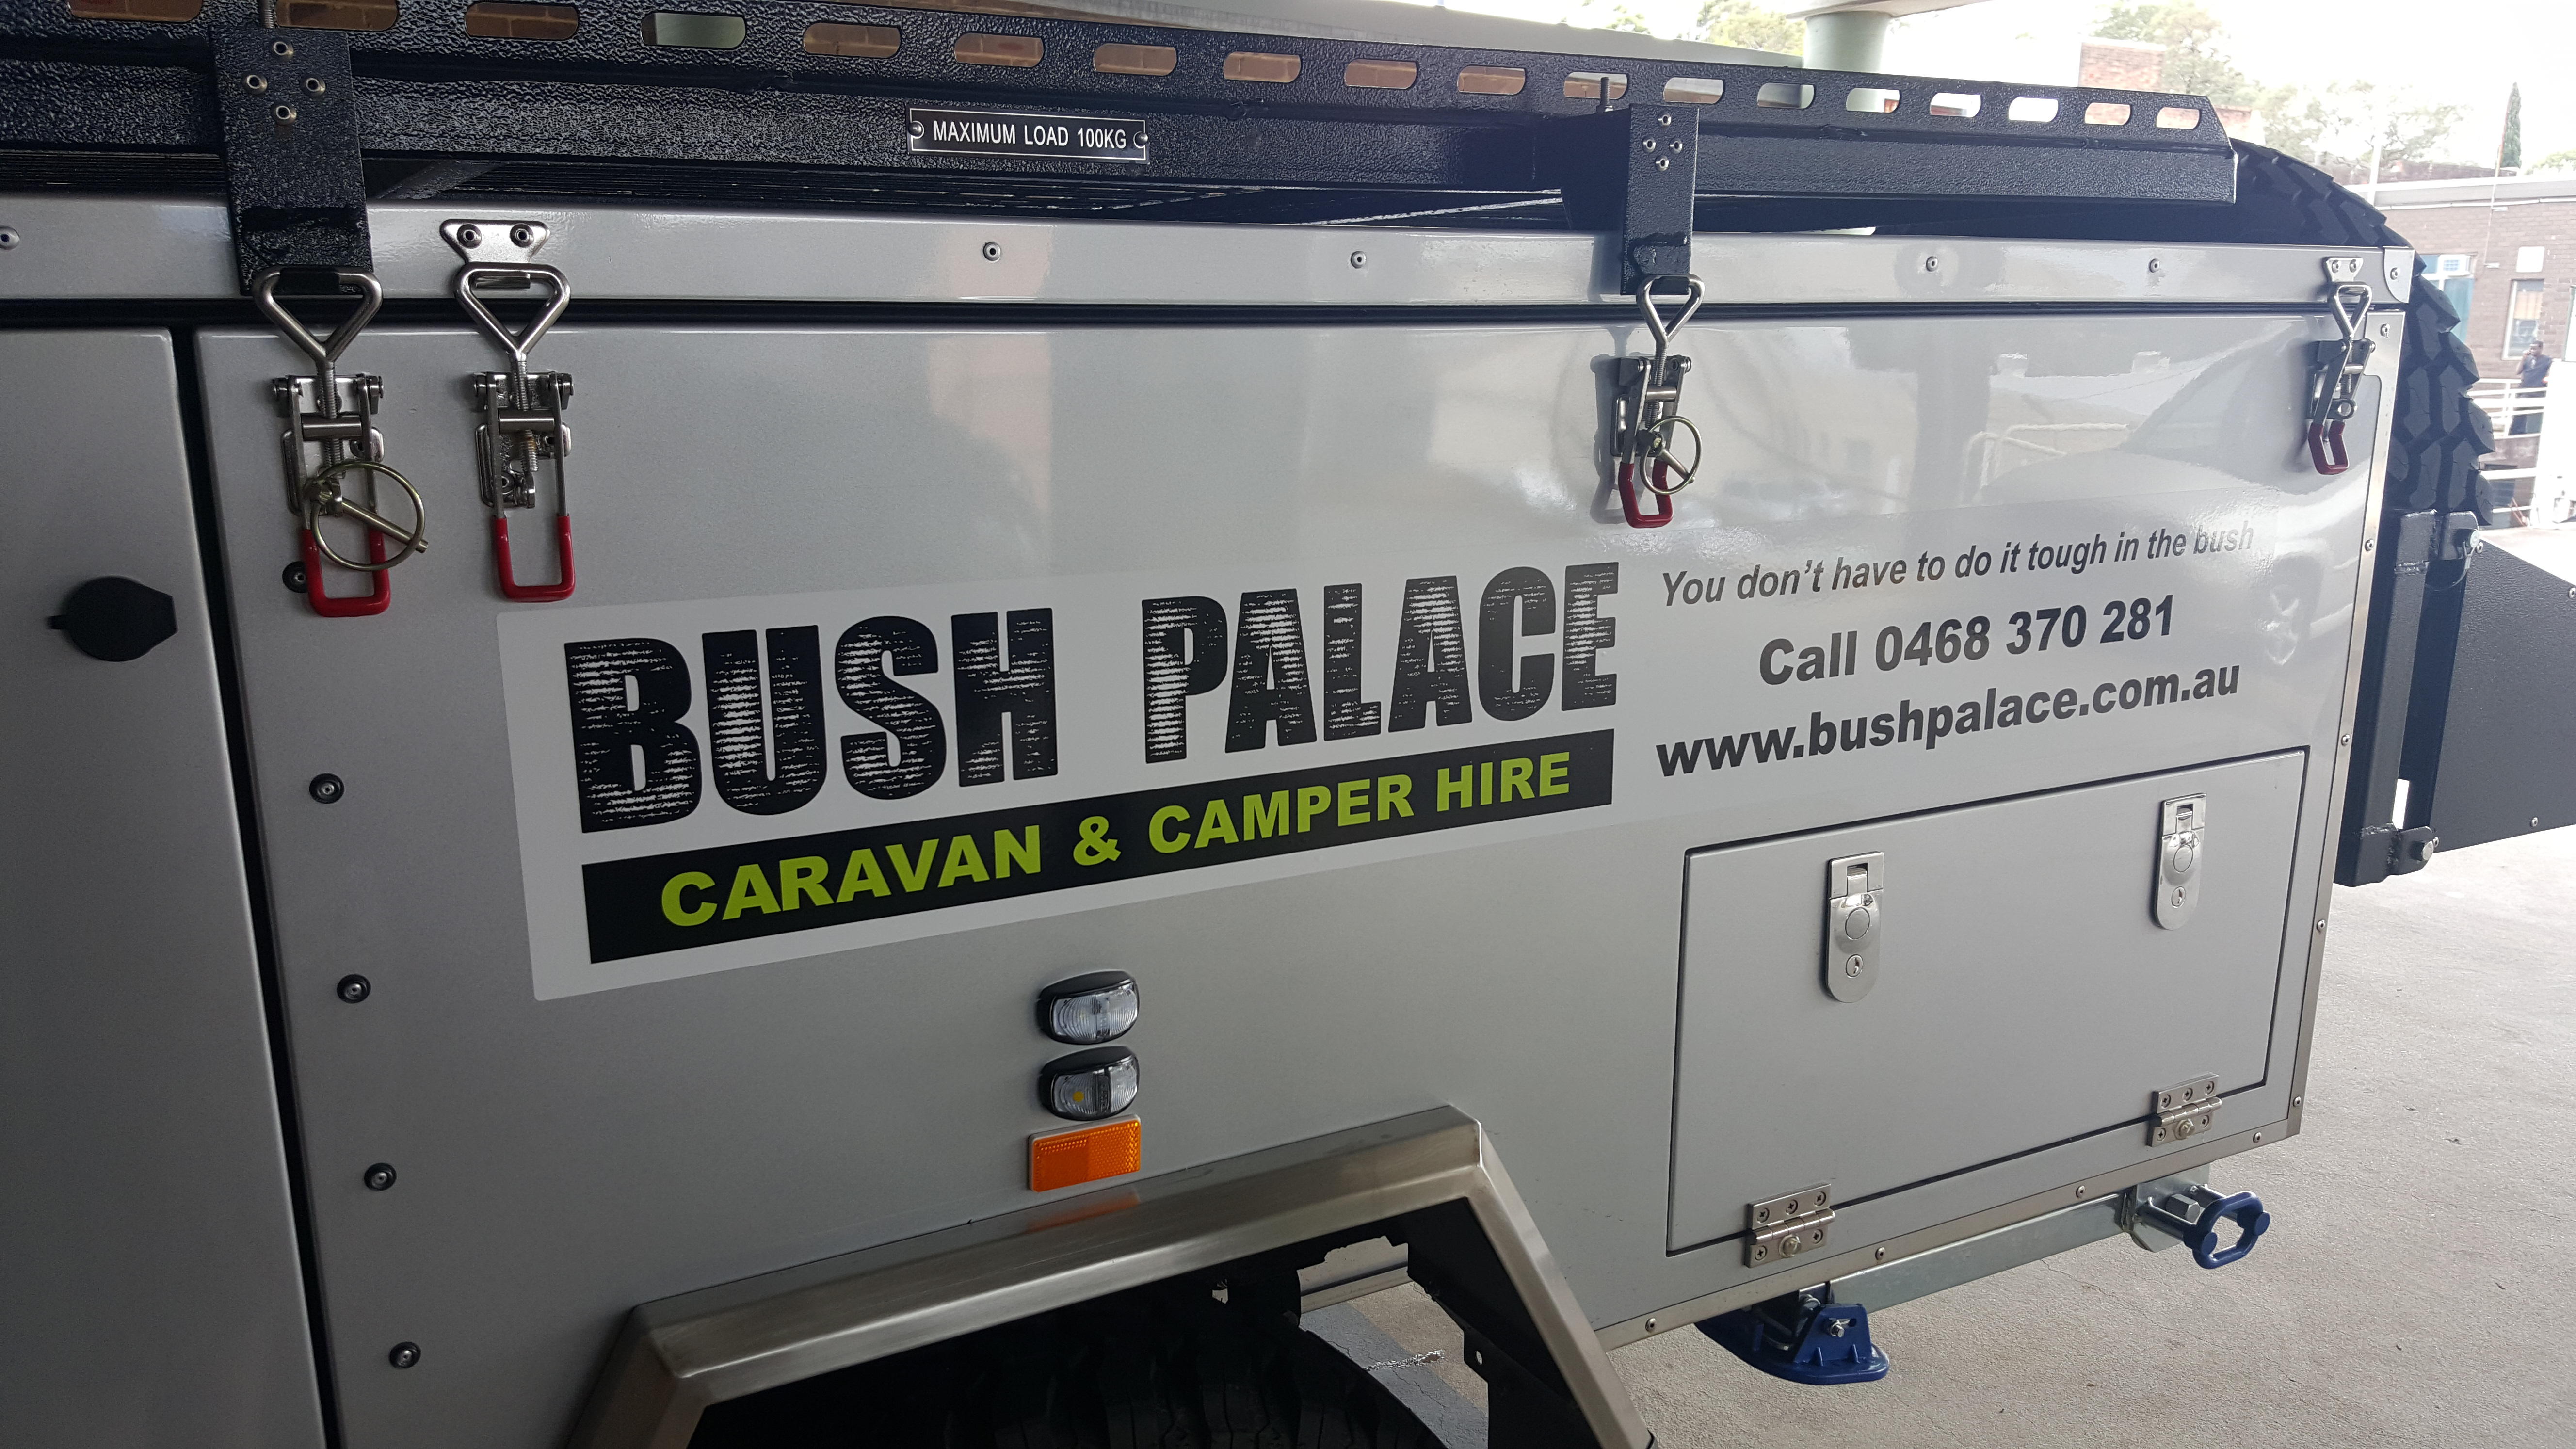 MAXIMUM LOAD 100KG
BUSH PALACE
CARAVAN & CAMPER HIRE
You don't have to do it tough in the bush
Call 0468 370 281
www.bushpalace.com.au